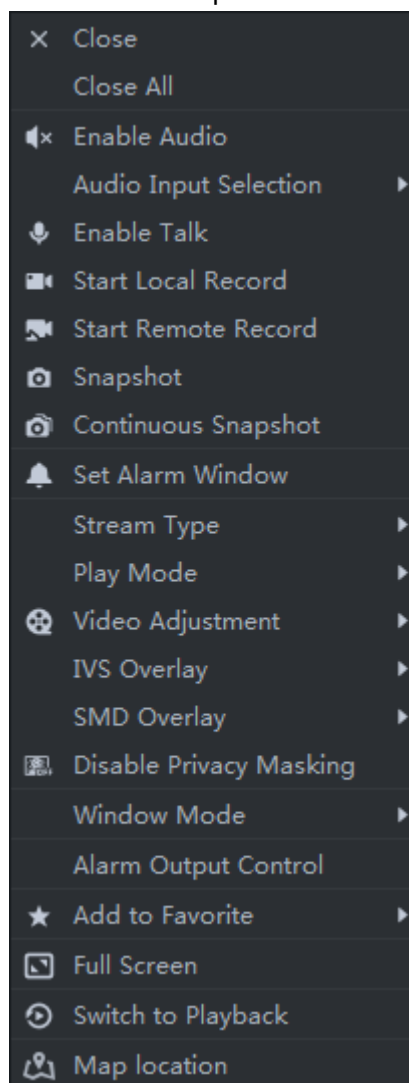 Close
Close All
Enable Audio
Audio Input Selection
Enable Talk
Start Local Record
Start Remote Record
Snapshot
Continuous Snapshot
Set Alarm Window
Stream Type
Play Mode
Video Adjustment
IVS Overlay
SMD Overlay
Disable Privacy Masking
Window Mode
Alarm Output Control
Add to Favorite
Full Screen
Switch to Playback
Map location